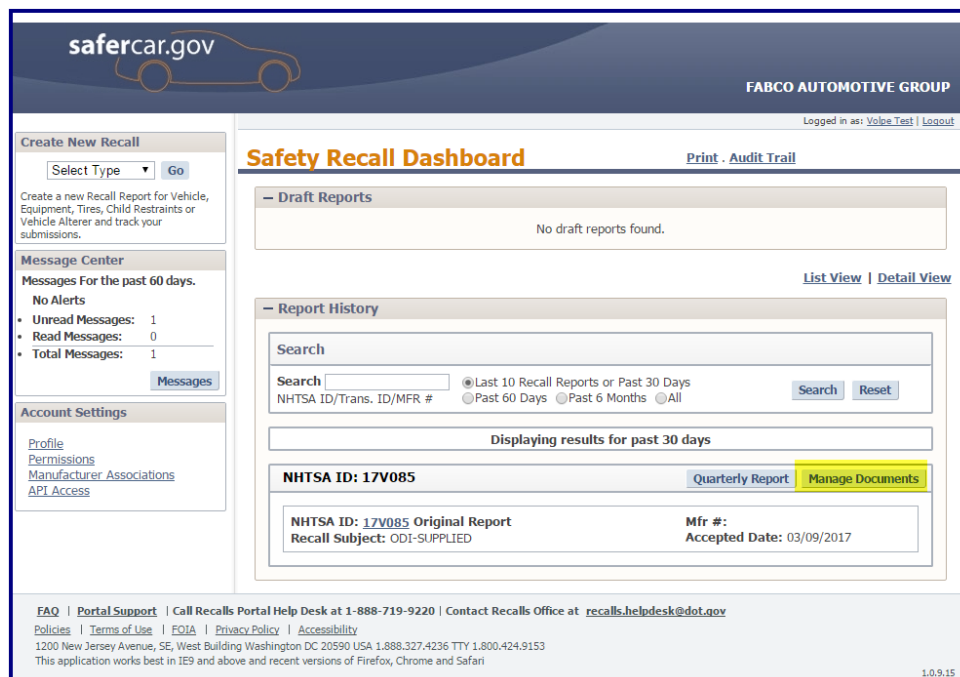 safercar.gov
FABCO AUTOMOTIVE GROUP
Logged in as: Volpe Test | Logout
Create New Recall
Select Type ▼ Go
Create a new Recall Report for Vehicle,
Equipment, Tires, Child Restraints or
Vehicle Alterer and track your
submissions.
Message Center
Messages For the past 60 days.
No Alerts
• Unread Messages: 1
• Read Messages: 0
• Total Messages: 1
Messages
Account Settings
Profile
Permissions
Manufacturer Associations
API Access
Safety Recall Dashboard
Print . Audit Trail
– Draft Reports
No draft reports found.
List View | Detail View
– Report History
Search
Search
NHTSA ID/Trans. ID/MFR #
Last 10 Recall Reports or Past 30 Days
Past 60 Days Past 6 Months All
Search Reset
Displaying results for past 30 days
NHTSA ID: 17V085 Quarterly Report Manage Documents
NHTSA ID: 17V085 Original Report Mfr #:
Recall Subject: ODI-SUPPLIED Accepted Date: 03/09/2017
FAQ | Portal Support | Call Recalls Portal Help Desk at 1-888-719-9220 | Contact Recalls Office at recalls.helpdesk@dot.gov
Policies | Terms of Use | FOIA | Privacy Policy | Accessibility
1200 New Jersey Avenue, SE, West Building Washington DC 20590 USA 1.888.327.4236 TTY 1.800.424.9153
This application works best in IE9 and above and recent versions of Firefox, Chrome and Safari
1.0.9.15